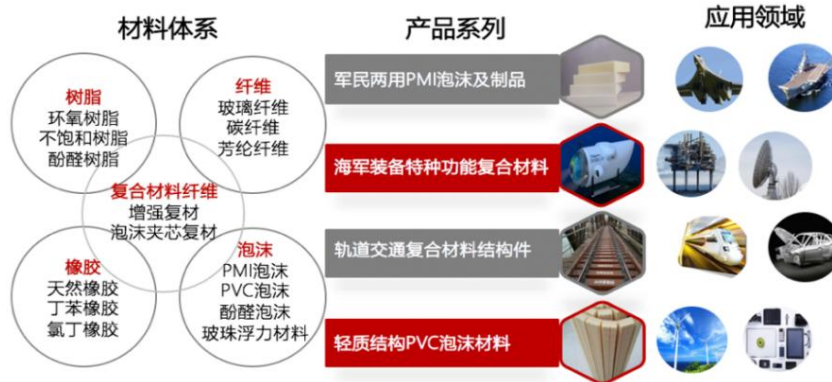 材料体系
产品系列
应用领域
树脂
环氧树脂
不饱和树脂
酚醛树脂
纤维
玻璃纤维
碳纤维
芳纶纤维
复合材料纤维
增强复材
泡沫夹芯复材
橡胶
天然橡胶
丁苯橡胶
氯丁橡胶
泡沫
PMI泡沫
PVC泡沫
酚醛泡沫
玻珠浮力材料
军民两用PMI泡沫及制品
海军装备特种功能复合材料
轨道交通复合材料结构件
轻质结构PVC泡沫材料